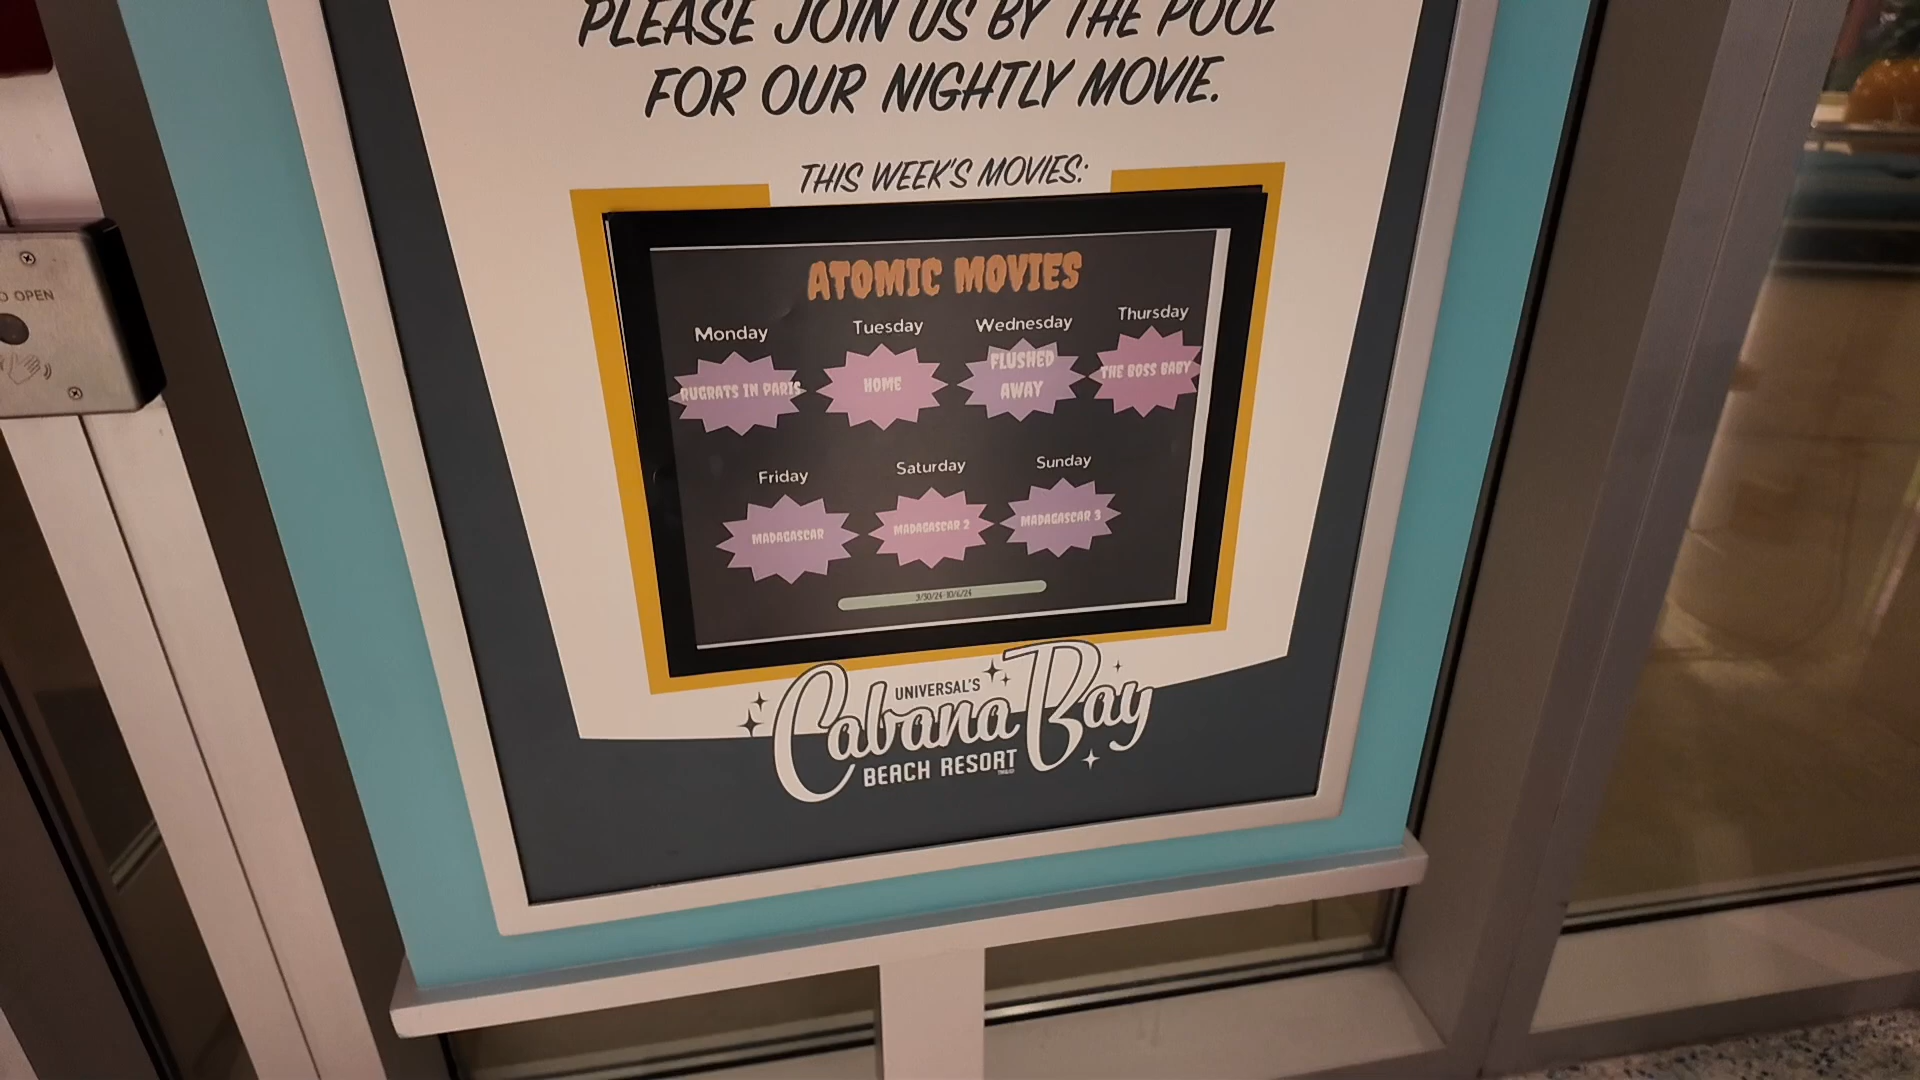 PLEASE JOIN US BY THE POOL
FOR OUR NIGHTLY MOVIE.
THIS WEEK'S MOVIES:
ATOMIC MOVIES
Monday
Tuesday
Wednesday
Thursday
RUGRATS IN PARIS
HOME
FLUSHED
AWAY
THE BOSS BABY
Friday
Saturday
Sunday
MADAGASCAR
MADAGASCAR 2
MADAGASCAR 3
UNIVERSAL'S
Cabana Bay
BEACH RESORT
OPEN